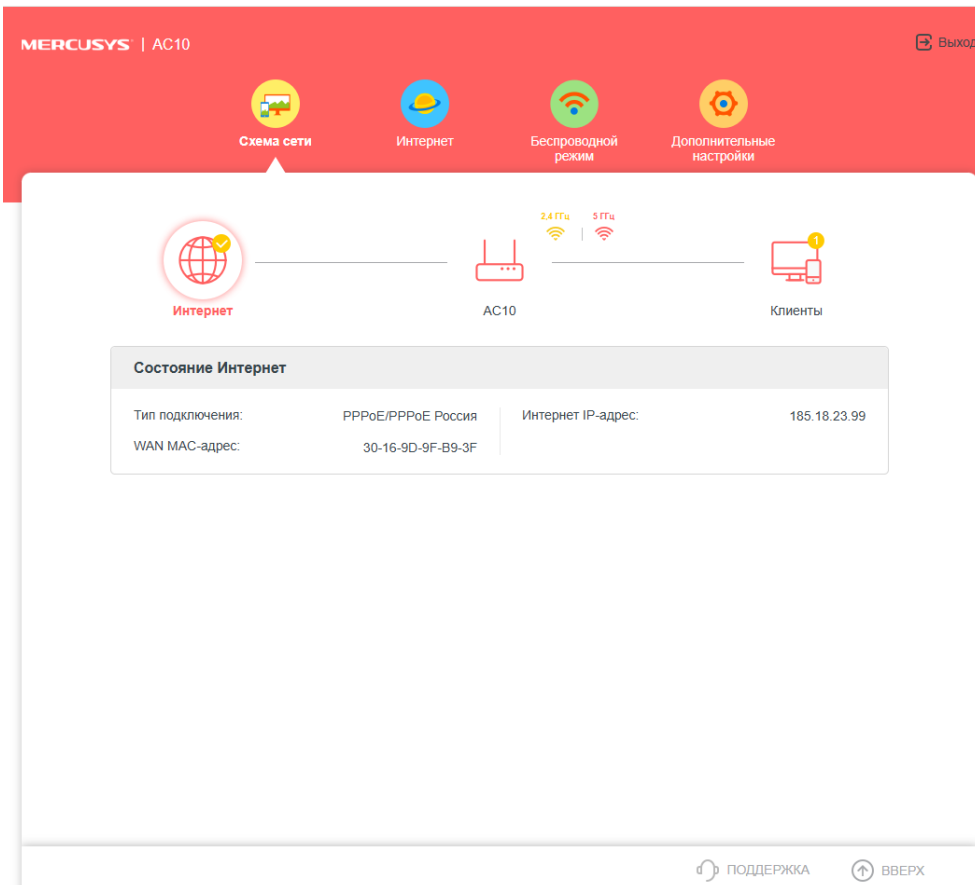 MERCUSYS | AC10
Выход
Схема сети
Интернет
Беспроводной
режим
Дополнительные
настройки
2,4 ГГц
5 ГГц
1
Интернет
AC10
Клиенты
Состояние Интернет
Тип подключения:
PPPoE/PPPoE Россия
Интернет IP-адрес:
185.18.23.99
WAN MAC-адрес:
30-16-9D-9F-B9-3F
ПОДДЕРЖКА
ВВЕРХ